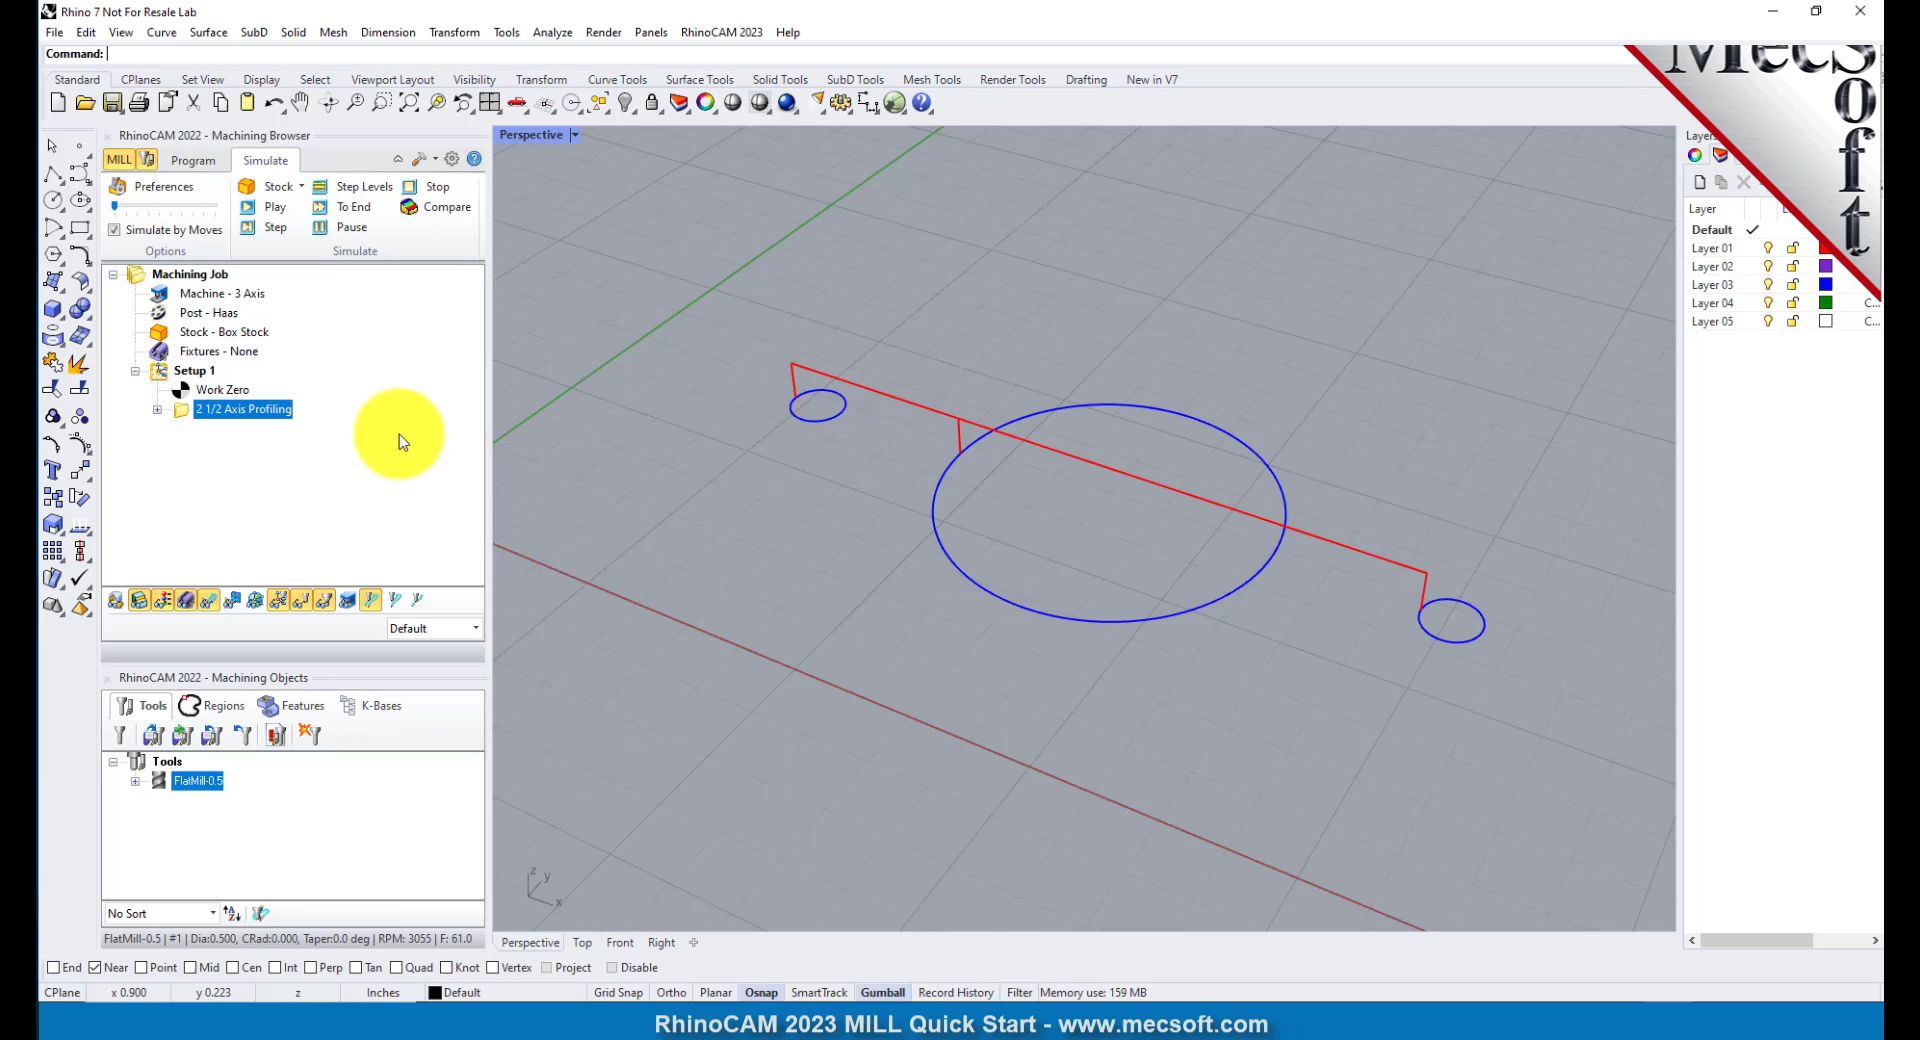 Rhino 7 Not For Resale Lab
File Edit View Curve Surface SubD Solid Mesh Dimension Transform Tools Analyze Render Panels RhinoCAM 2023 Help
Command:
Standard CPlanes Set View Display Select Viewport Layout Visibility Transform Curve Tools Surface Tools Solid Tools SubD Tools Mesh Tools Render Tools Drafting New in V7
MecSoft
RhinoCAM 2022 - Machining Browser
MILL Program Simulate
Preferences Stock Step Levels Stop
Play To End Compare
Simulate by Moves Step Pause
Options Simulate
Machining Job
Machine - 3 Axis
Post - Haas
Stock - Box Stock
Fixtures - None
Setup 1
Work Zero
2 1/2 Axis Profiling
Default
RhinoCAM 2022 - Machining Objects
Tools Regions Features K-Bases
Tools
FlatMill-0.5
No Sort
FlatMill-0.5 | #1 | Dia:0.500, CRad:0.000, Taper:0.0 deg | RPM: 3055 | F: 61.0
Perspective
z y x
Perspective Top Front Right
Layer
Default
Layer 01
Layer 02
Layer 03
Layer 04 C...
Layer 05 C...
End Near Point Mid Cen Int Perp Tan Quad Knot Vertex Project Disable
CPlane x 0.900 y 0.223 z Inches Default Grid Snap Ortho Planar Osnap SmartTrack Gumball Record History Filter Memory use: 159 MB
RhinoCAM 2023 MILL Quick Start - www.mecsoft.com